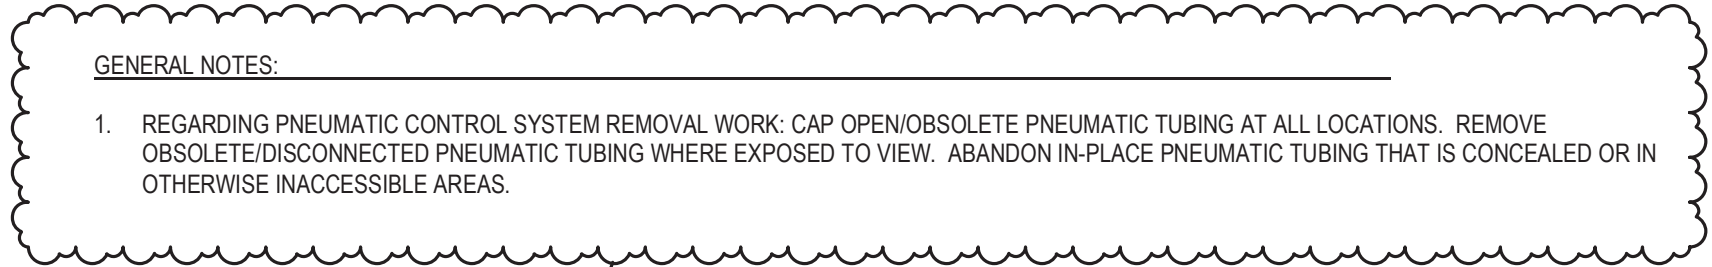 GENERAL NOTES:
1. REGARDING PNEUMATIC CONTROL SYSTEM REMOVAL WORK: CAP OPEN/OBSOLETE PNEUMATIC TUBING AT ALL LOCATIONS. REMOVE
OBSOLETE/DISCONNECTED PNEUMATIC TUBING WHERE EXPOSED TO VIEW. ABANDON IN-PLACE PNEUMATIC TUBING THAT IS CONCEALED OR IN
OTHERWISE INACCESSIBLE AREAS.